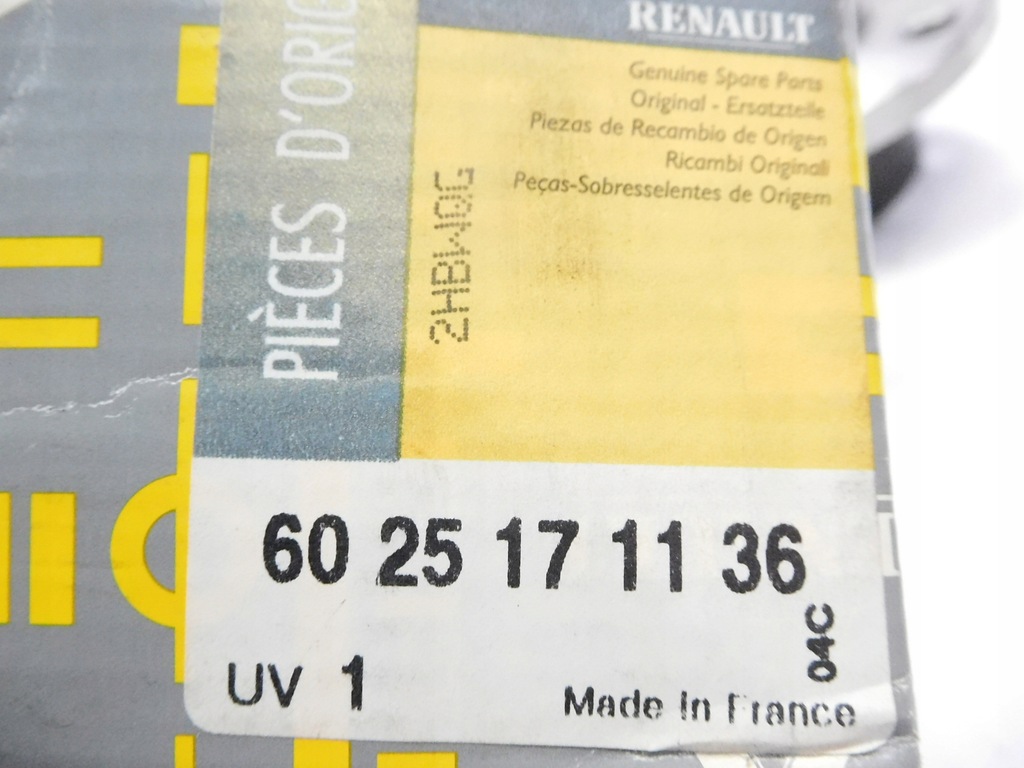 RENAULT
Genuine Spare Parts
Original - Ersatzteile
Piezas de Recambio de Origen
Ricambi Originali
Peças-Sobresselentes de Origem
PIÈCES D'ORIG
60 25 17 11 36
04C
UV 1
Made In France